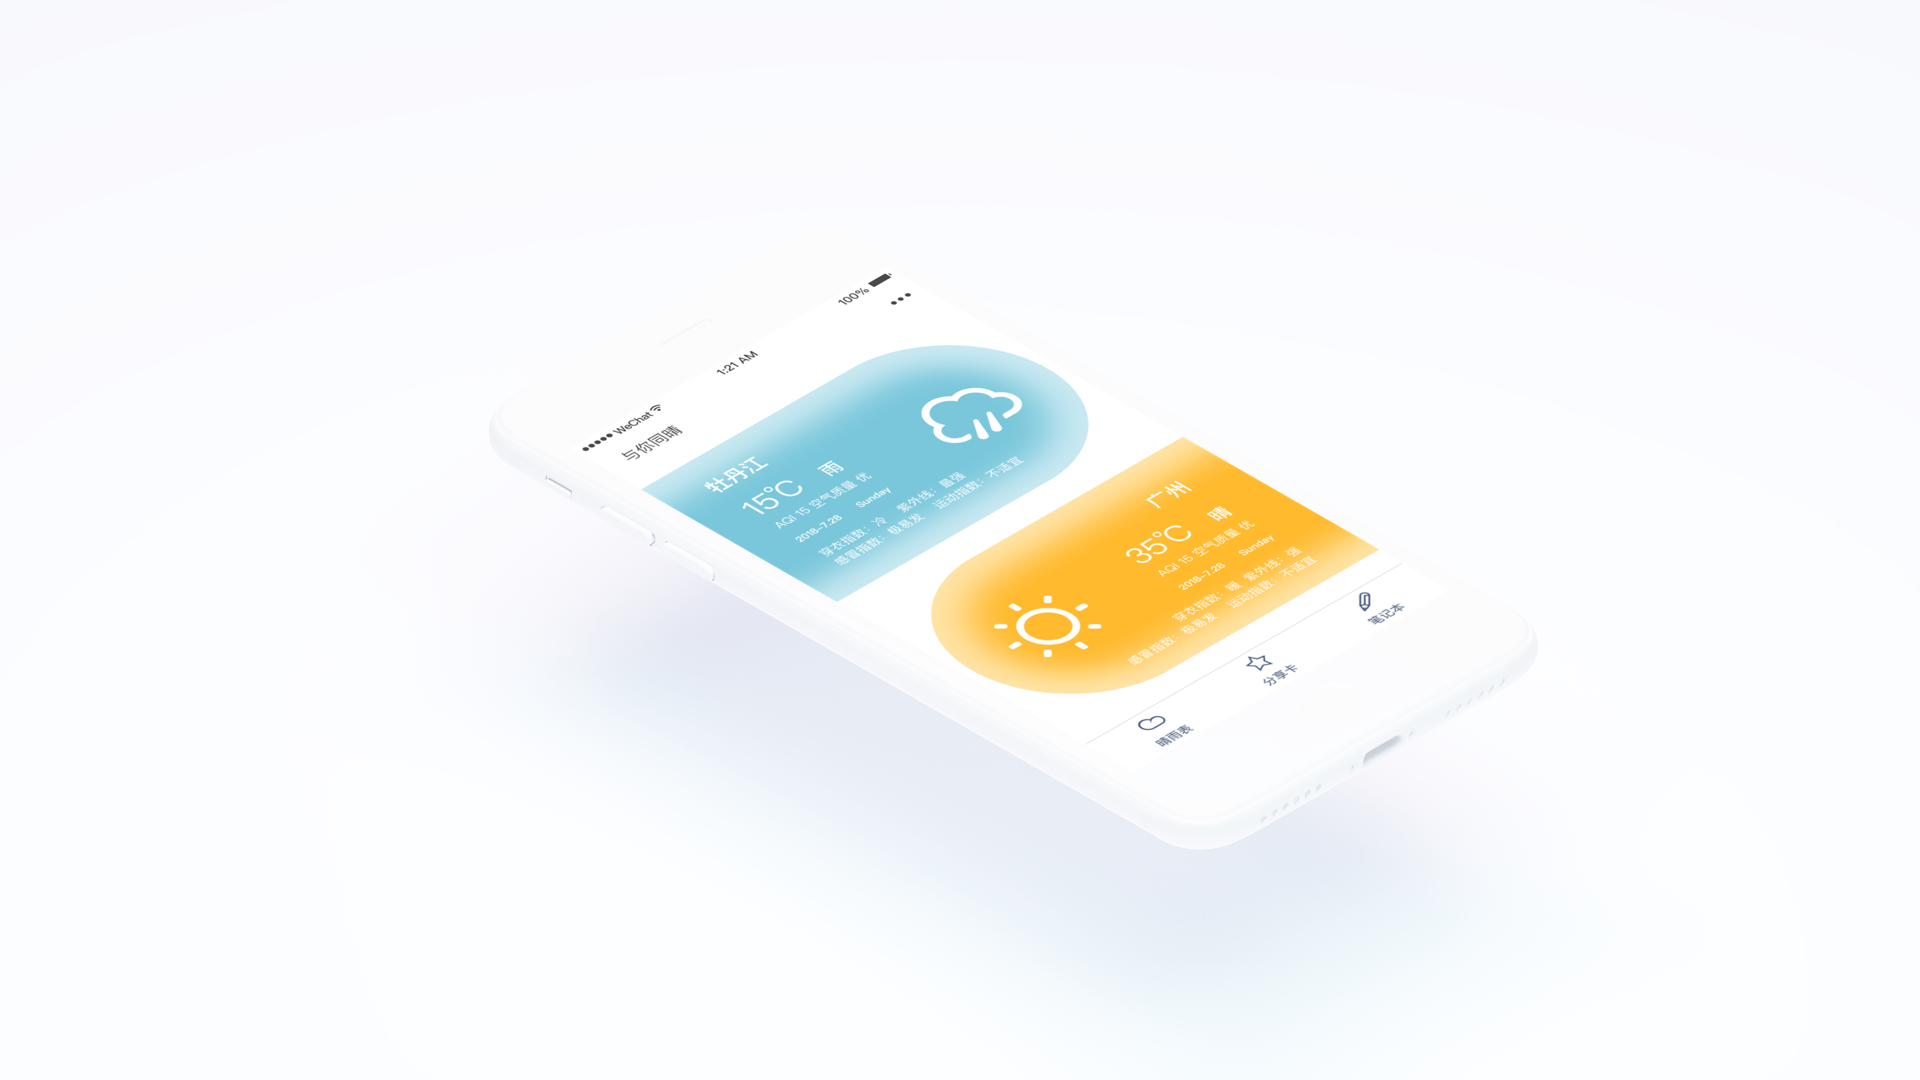 WeChat 1:21 AM 100%
与你同晴
牡丹江
15℃ 雨
AQI 15 空气质量 优
2018-7.28 Sunday
穿衣指数：冷 紫外线：最强
感冒指数：极易发 运动指数：不适宜
广州
35℃ 晴
AQI 15 空气质量 优
2018-7.28 Sunday
穿衣指数：暖 紫外线：强
感冒指数：极易发 运动指数：不适宜
晴雨表 分享卡 笔记本